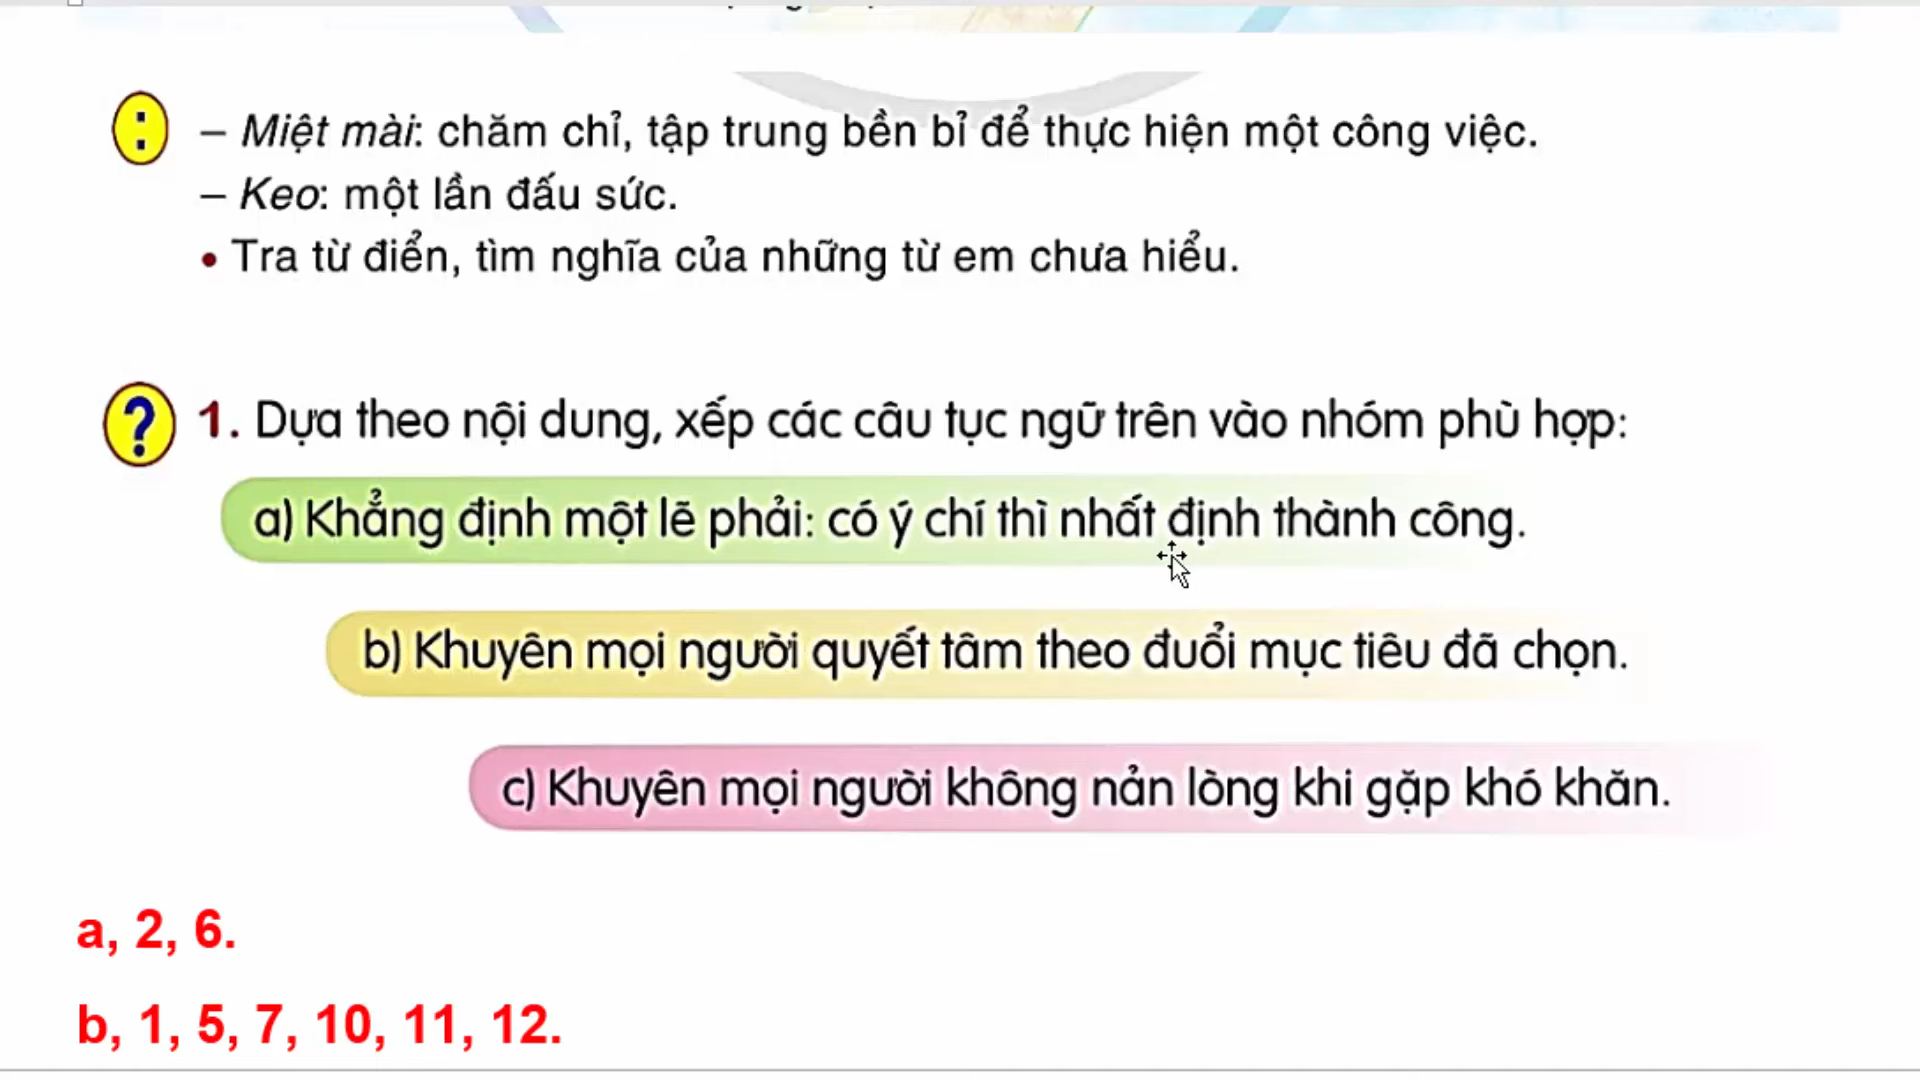 – Miệt mài: chăm chỉ, tập trung bền bỉ để thực hiện một công việc.
– Keo: một lần đấu sức.
• Tra từ điển, tìm nghĩa của những từ em chưa hiểu.
? 1. Dựa theo nội dung, xếp các câu tục ngữ trên vào nhóm phù hợp:
a) Khẳng định một lẽ phải: có ý chí thì nhất định thành công.
b) Khuyên mọi người quyết tâm theo đuổi mục tiêu đã chọn.
c) Khuyên mọi người không nản lòng khi gặp khó khăn.
a, 2, 6.
b, 1, 5, 7, 10, 11, 12.